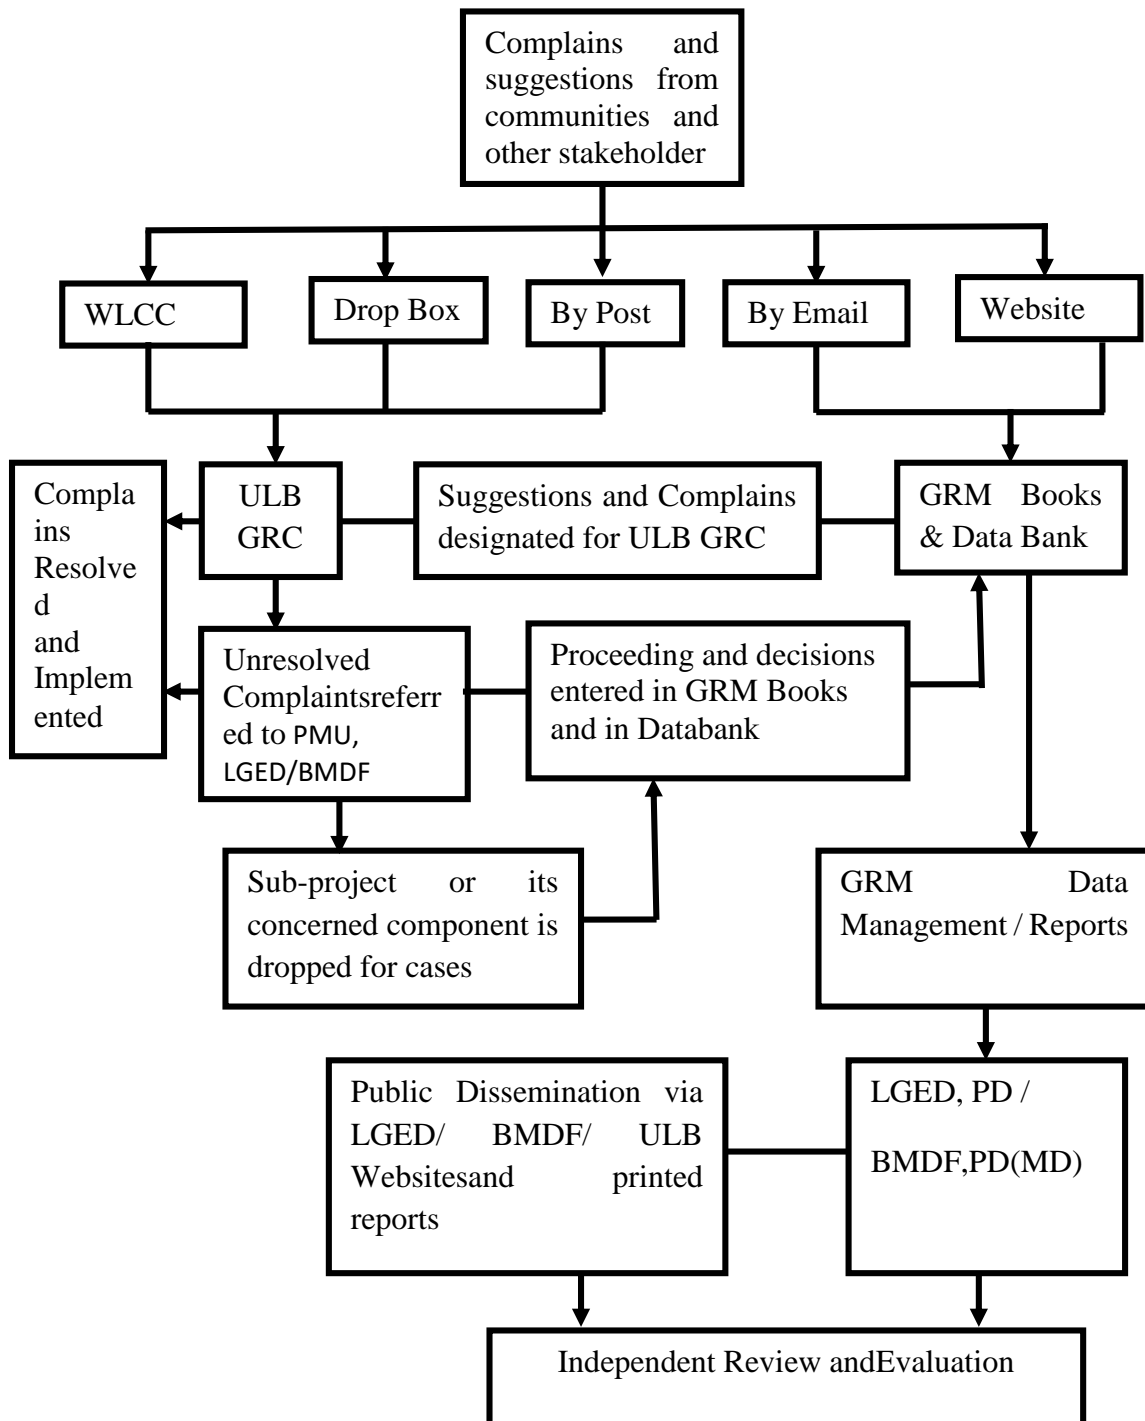 Complains and
suggestions from
communities and
other stakeholder
WLCC
Drop Box
By Post
By Email
Website
Compla
ins
Resolve
d
and
Implem
ented
ULB
GRC
Suggestions and Complains
designated for ULB GRC
GRM Books
& Data Bank
Unresolved
Complaintsreferr
ed to PMU,
LGED/BMDF
Proceeding and decisions
entered in GRM Books
and in Databank
Sub-project or its
concerned component is
dropped for cases
GRM Data
Management / Reports
Public Dissemination via
LGED/ BMDF/ ULB
Websitesand printed
reports
LGED, PD /
BMDF,PD(MD)
Independent Review andEvaluation